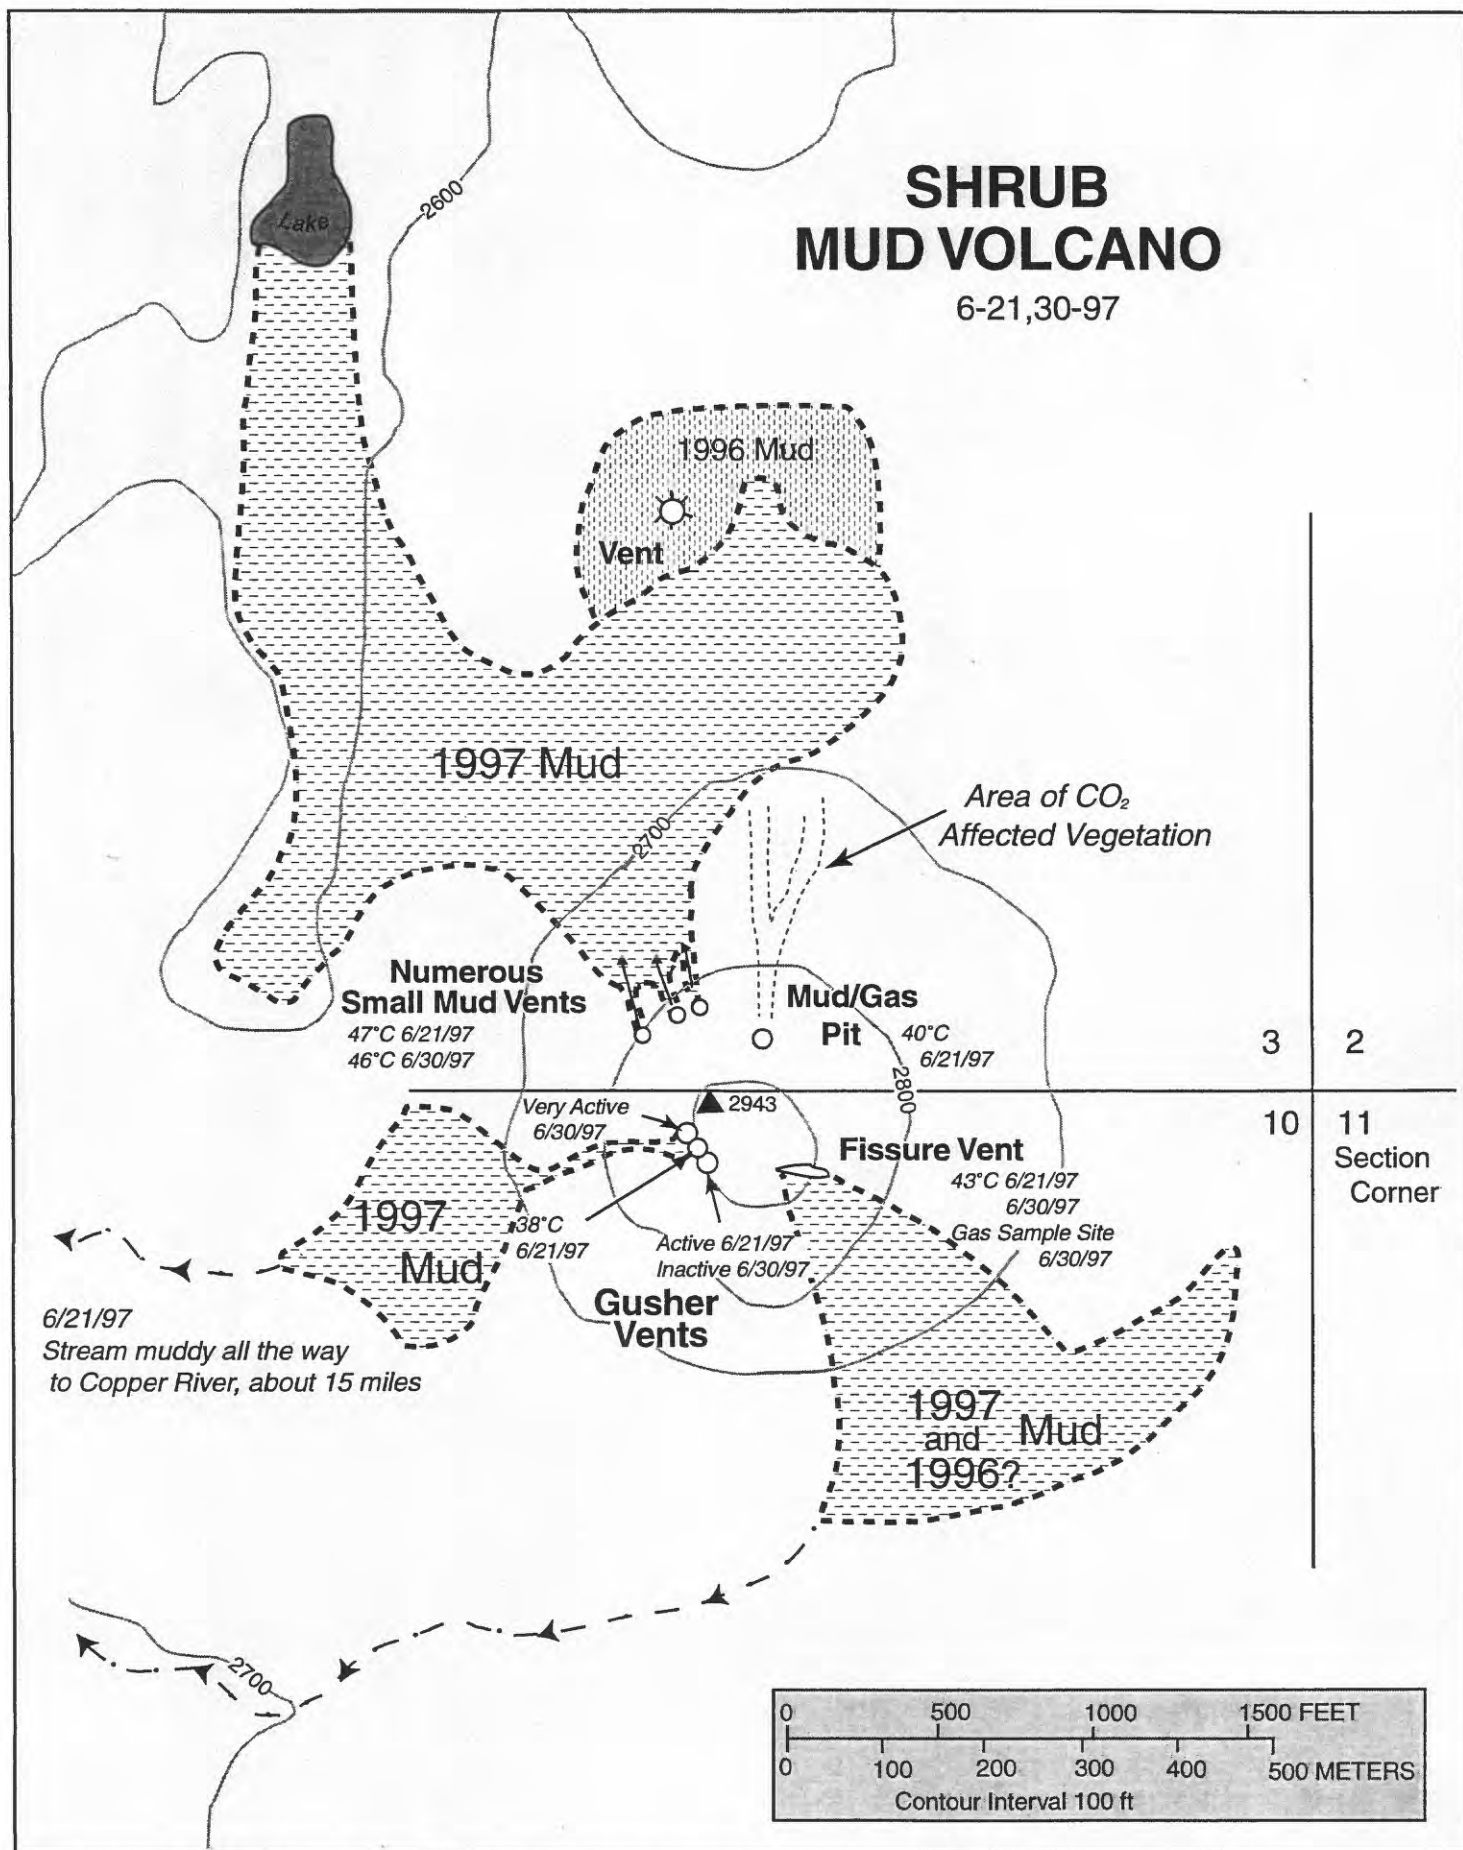 SHRUB
MUD VOLCANO
6-21,30-97
Lake
2600
1996 Mud
Vent
1997 Mud
2700
Area of CO₂
Affected Vegetation
Numerous
Small Mud Vents
47°C 6/21/97
46°C 6/30/97
Mud/Gas
Pit
40°C
6/21/97
3
2
2800
10
11
Section
Corner
2943
Very Active
6/30/97
Fissure Vent
43°C 6/21/97
6/30/97
Gas Sample Site
6/30/97
1997
Mud
38°C
6/21/97
Active 6/21/97
Inactive 6/30/97
Gusher
Vents
6/21/97
Stream muddy all the way
to Copper River, about 15 miles
1997
and
1996?
Mud
2700
0 500 1000 1500 FEET
0 100 200 300 400 500 METERS
Contour Interval 100 ft